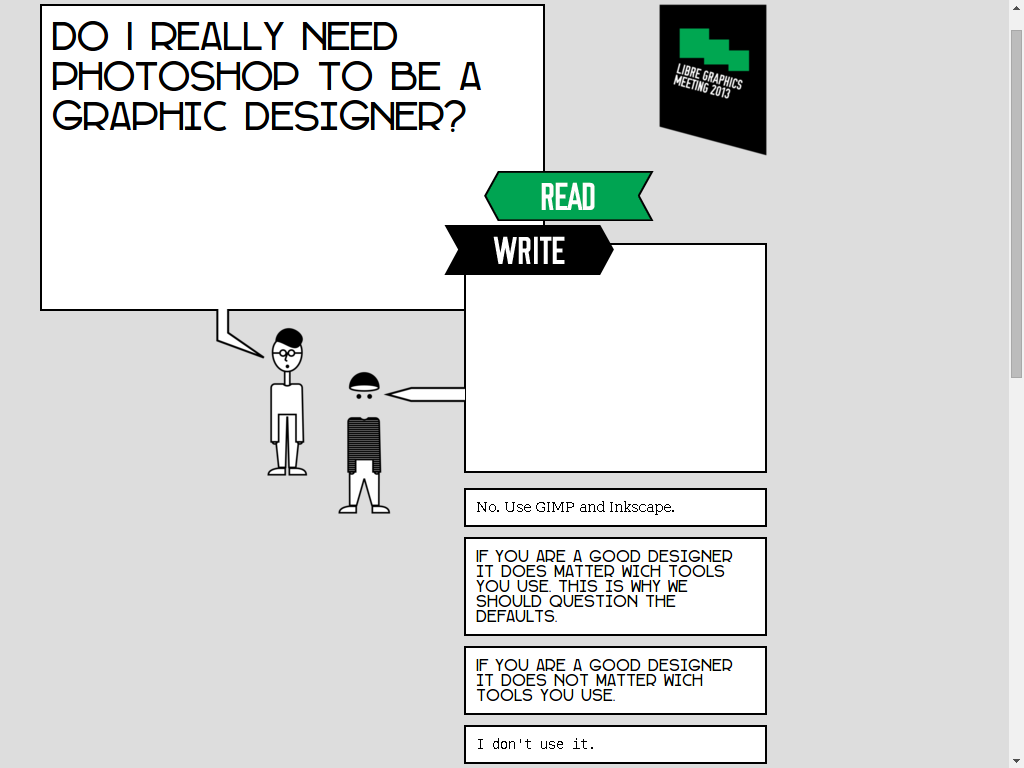 DO I REALLY NEED
PHOTOSHOP TO BE A
GRAPHIC DESIGNER?
LIBRE GRAPHICS
MEETING 2013
READ
WRITE
No. Use GIMP and Inkscape.
IF YOU ARE A GOOD DESIGNER
IT DOES MATTER WICH TOOLS
YOU USE. THIS IS WHY WE
SHOULD QUESTION THE
DEFAULTS.
IF YOU ARE A GOOD DESIGNER
IT DOES NOT MATTER WICH
TOOLS YOU USE.
I don't use it.